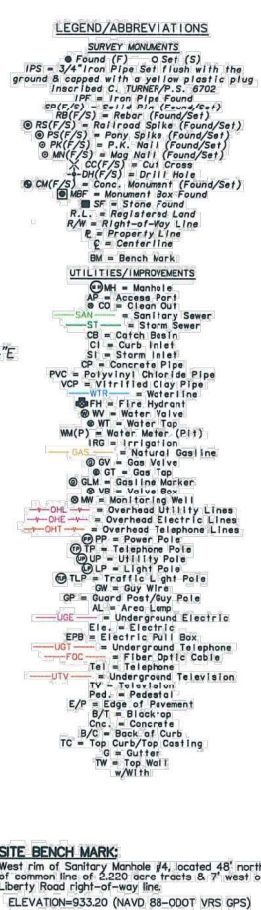 LEGEND/ABBREVIATIONS
SURVEY MONUMENTS
Found (F) O Set (S)
IPS = 3/4" Iron Pipe Set flush with the
ground & capped with a yellow plastic plug
inscribed C. TURNER/P.S. 6702
IPF = Iron Pipe Found
RB(F/S) = Rebar (Found/Set)
RS(F/S) = Railroad Spike (Found/Set)
PS(F/S) = Pony Spike (Found/Set)
PK(F/S) = P.K. Nail (Found/Set)
MN(F/S) = Mag Nail (Found/Set)
CC(F/S) = Cut Cross
DH(F/S) = Drill Hole
CM(F/S) = Conc. Monument (Found/Set)
MBF = Monument Box Found
SF = Stone Found
R.L. = Registered Land
R/W = Right-of-Way Line
℄ = Property Line
℄ = Centerline
BM = Bench Mark
UTILITIES/IMPROVEMENTS
MH = Manhole
AP = Access Port
CO = Clean Out
SAN = Sanitary Sewer
ST = Storm Sewer
CB = Catch Basin
CI = Curb Inlet
SI = Storm Inlet
CP = Concrete Pipe
PVC = Polyvinyl Chloride Pipe
VCP = Vitrified Clay Pipe
WTR = Waterline
FH = Fire Hydrant
WV = Water Valve
WT = Water Tap
WM(P) = Water Meter (Pit)
IRG = Irrigation
GAS = Natural Gasline
GV = Gas Valve
GT = Gas Tap
GLM = Gasline Marker
VB = Valve Box
MW = Monitoring Well
OHL = Overhead Utility Lines
OHE = Overhead Electric Lines
OHT = Overhead Telephone Lines
PP PP = Power Pole
TP TP = Telephone Pole
UP UP = Utility Pole
LP LP = Light Pole
TLP = Traffic Light Pole
GW = Guy Wire
GP = Guard Post/Guy Pole
AL = Area Lamp
UGE = Underground Electric
Ele. = Electric
EPB = Electric Pull Box
UGT = Underground Telephone
FOC = Fiber Optic Cable
Tel = Telephone
UTV = Underground Television
TV = Television
Ped. = Pedestal
E/P = Edge of Pavement
B/T = Blacktop
Cnc. = Concrete
B/C = Back of Curb
TC = Top Curb/Top Casting
G = Gutter
TW = Top Wall
w/With
"E
SITE BENCH MARK:
West rim of Sanitary Manhole #4, located 48' north
of common line of 2.220 acre tracts & 7' west o
Liberty Road right-of-way line.
ELEVATION=933.20 (NAVD 88-ODOT VRS GPS)